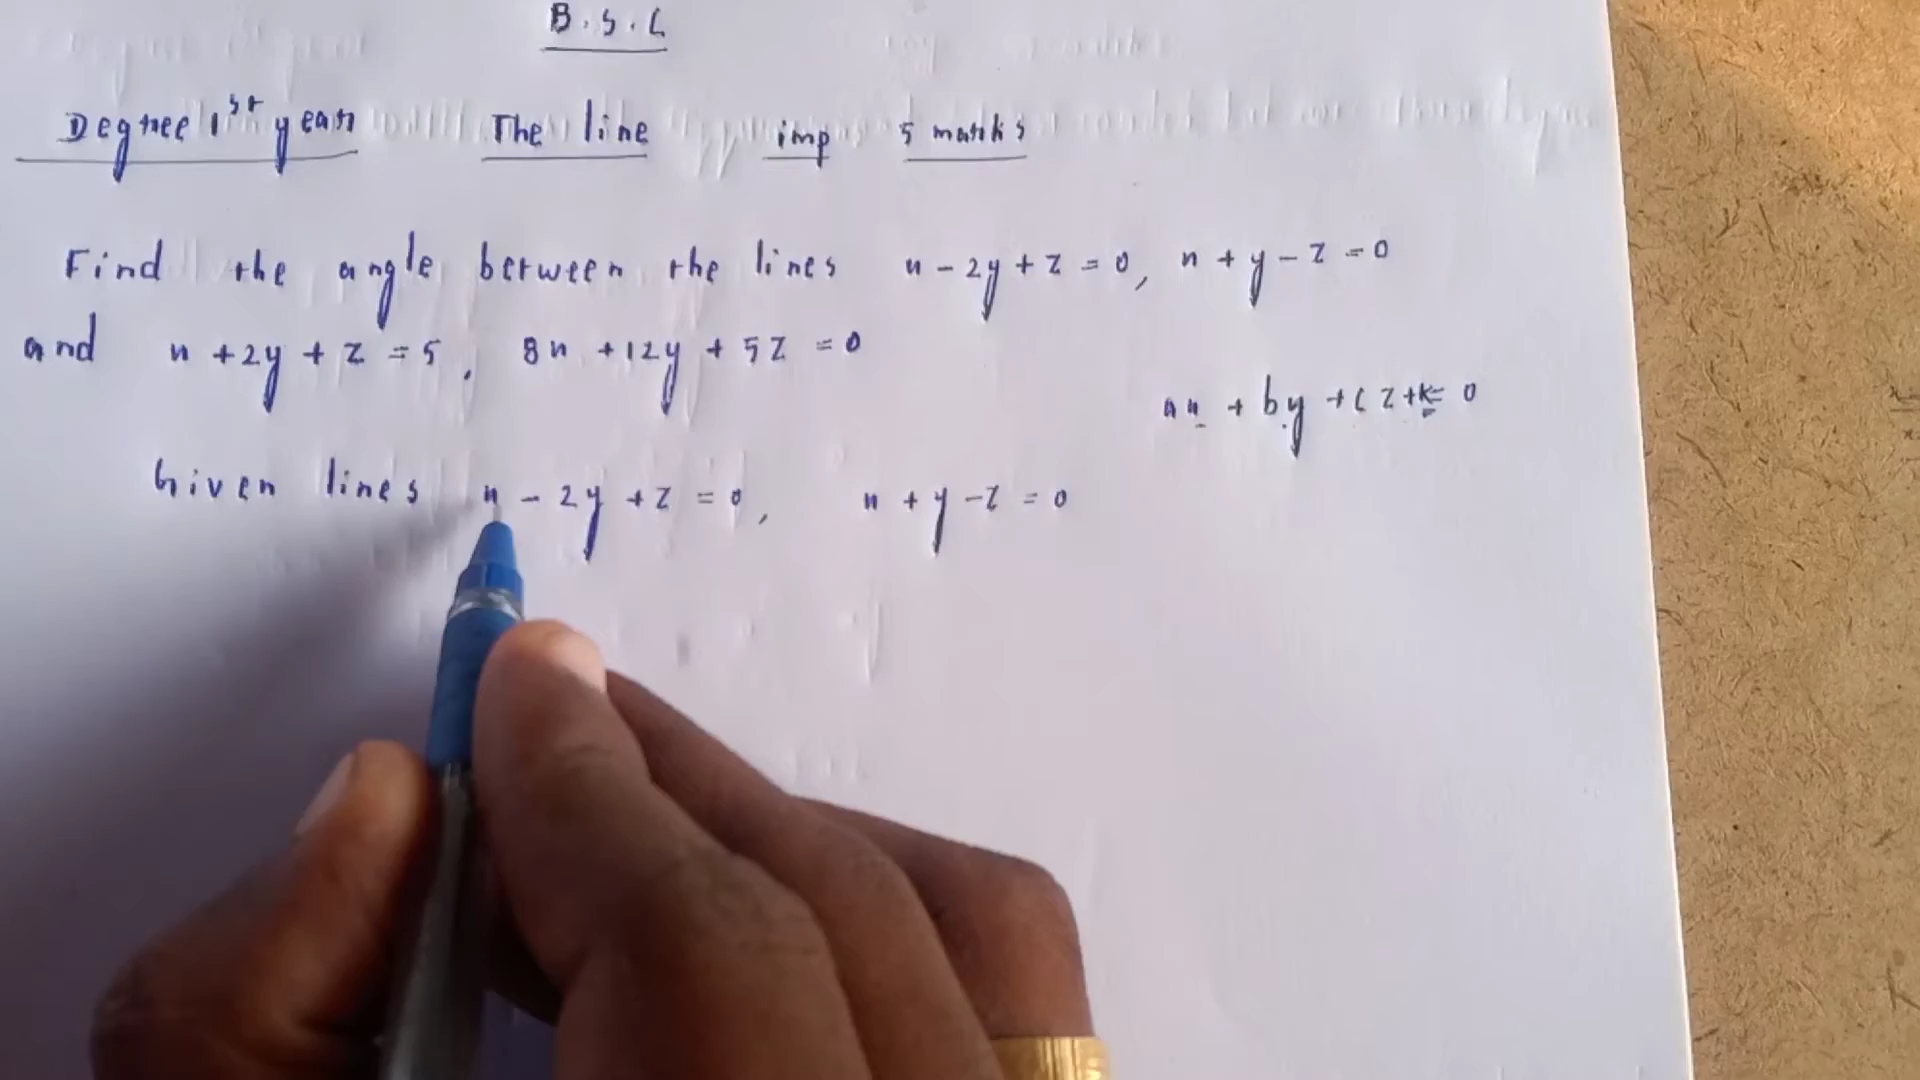 B.S.C
Degree 1st year The line imp 5 marks
Find the angle between the lines x - 2y + z = 0, x + y - z = 0
and x + 2y + z = 5, 8x + 12y + 5z = 0
ax + by + cz + k = 0
Given lines x - 2y + z = 0, x + y - z = 0